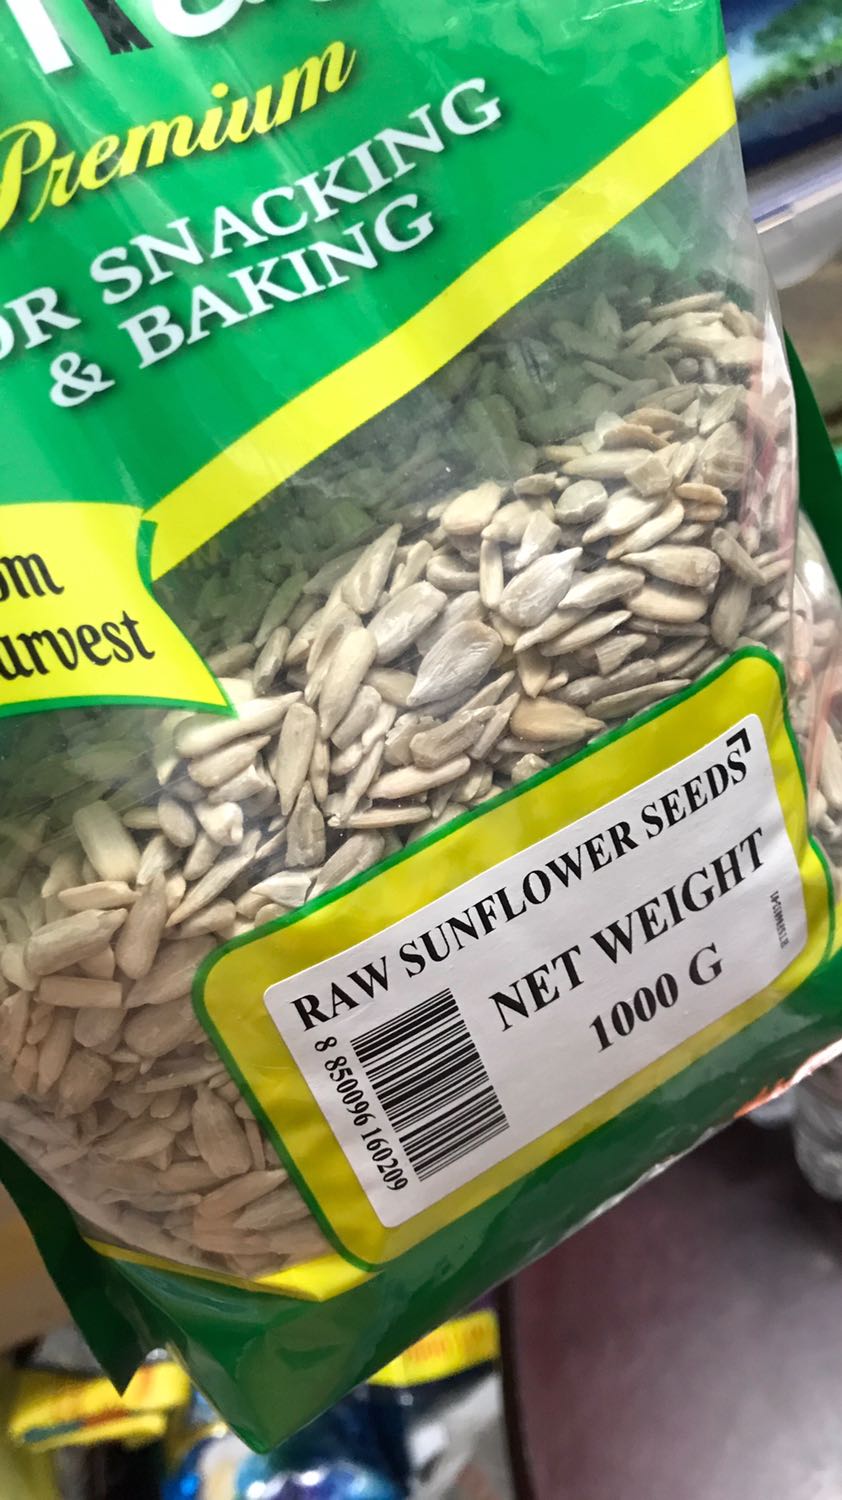 Premium
OR SNACKING
& BAKING
om
arvest
RAW SUNFLOWER SEEDS
NET WEIGHT
1000 G
8 850096 160209